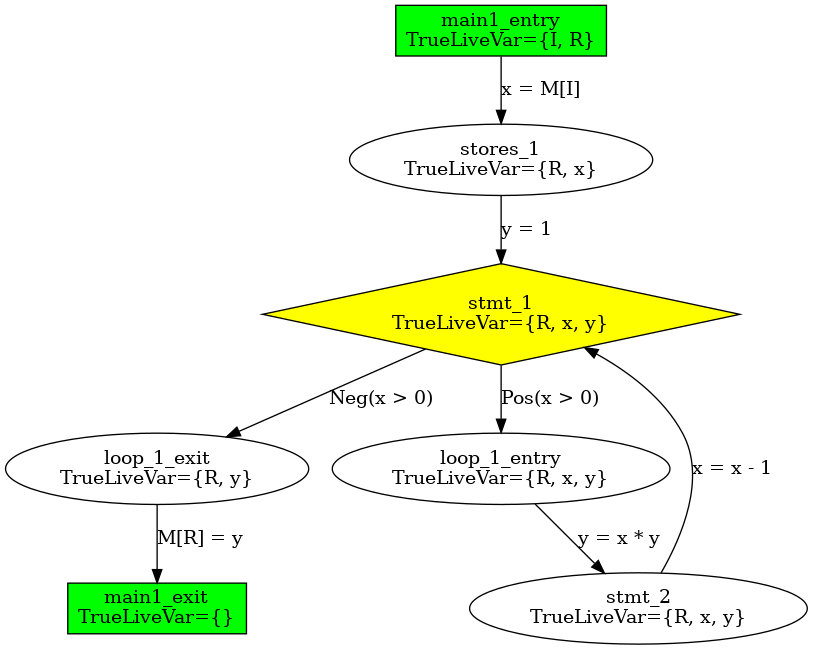 main1_entry
TrueLiveVar={I, R}
x = M[I]
stores_1
TrueLiveVar={R, x}
y = 1
stmt_1
TrueLiveVar={R, x, y}
Neg(x > 0)
Pos(x > 0)
loop_1_exit
TrueLiveVar={R, y}
loop_1_entry
TrueLiveVar={R, x, y}
x = x - 1
M[R] = y
y = x * y
main1_exit
TrueLiveVar={}
stmt_2
TrueLiveVar={R, x, y}